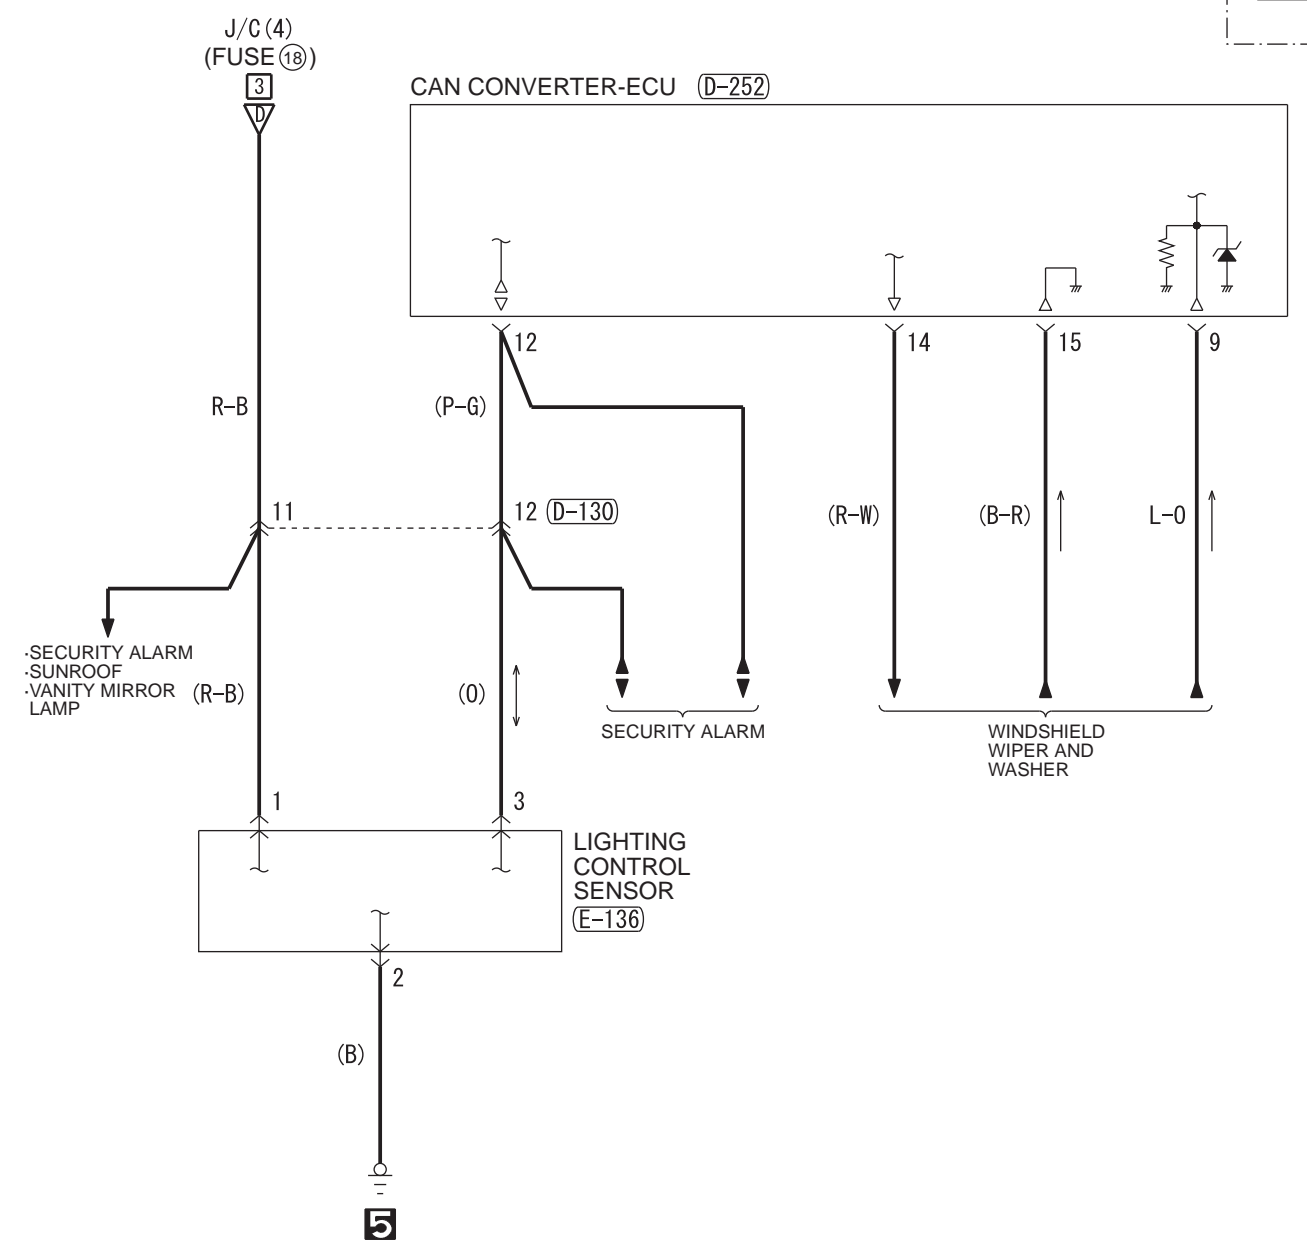 J/C(4)
(FUSE 18)
3
D
CAN CONVERTER-ECU (D-252)
12
14
15
9
R-B
(P-G)
(R-W)
(B-R)
L-O
11
12 (D-130)
·SECURITY ALARM
·SUNROOF
·VANITY MIRROR
LAMP
(R-B)
(O)
SECURITY ALARM
WINDSHIELD
WIPER AND
WASHER
1
3
LIGHTING
CONTROL
SENSOR
(E-136)
2
(B)
5